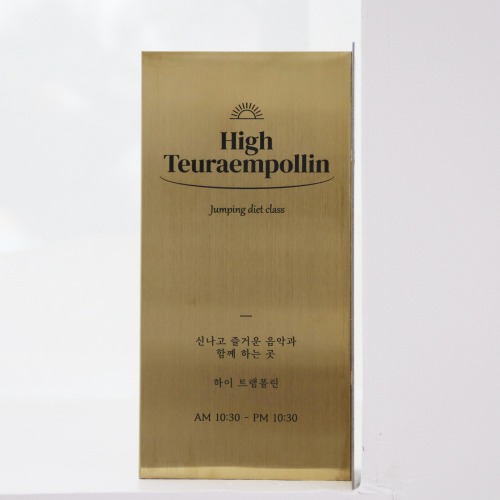 High
Teuraempollin
Jumping diet class
신나고 즐거운 음악과
함께 하는 곳
하이 트램폴린
AM 10:30 - PM 10:30